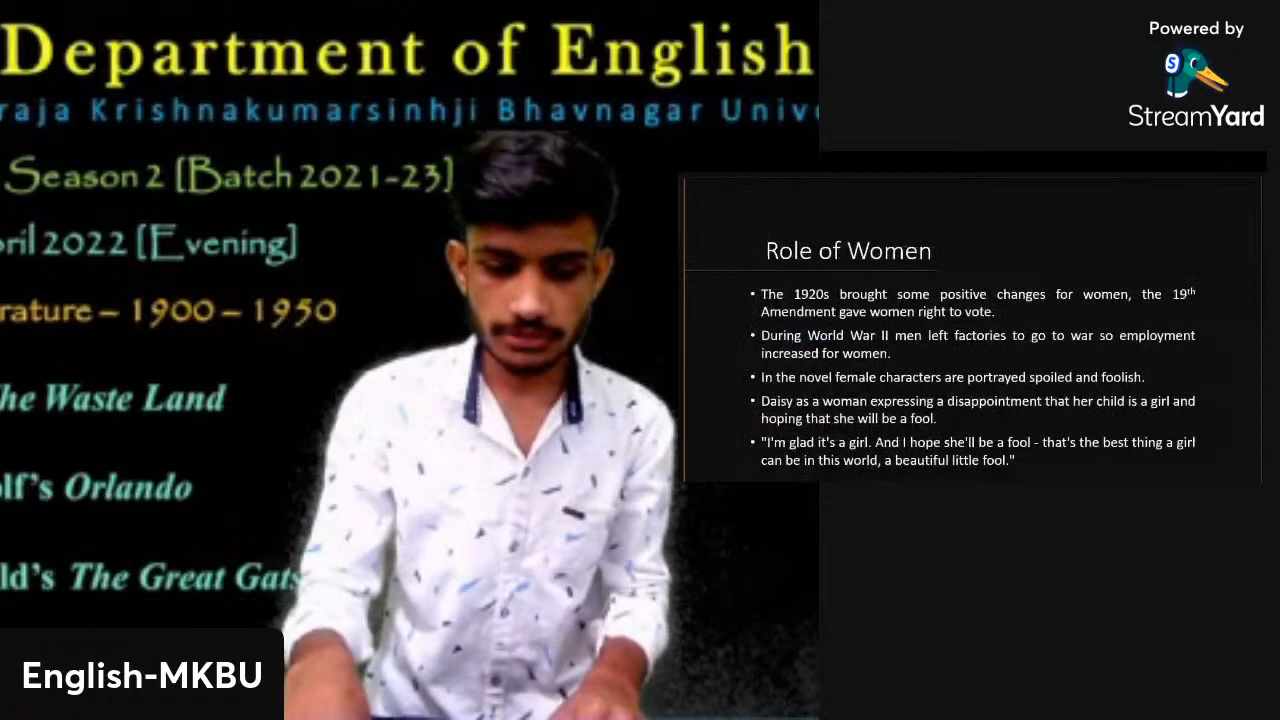 Department of English
raja Krishnakumarsinhji Bhavnagar Unive
Season 2 [Batch 2021-23]
pril 2022 [Evening]
rature – 1900 – 1950
he Waste Land
olf's Orlando
ld's The Great Gats
English-MKBU
Powered by
StreamYard
Role of Women
• The 1920s brought some positive changes for women, the 19th
Amendment gave women right to vote.
• During World War II men left factories to go to war so employment
increased for women.
• In the novel female characters are portrayed spoiled and foolish.
• Daisy as a woman expressing a disappointment that her child is a girl and
hoping that she will be a fool.
• "I'm glad it's a girl. And I hope she'll be a fool - that's the best thing a girl
can be in this world, a beautiful little fool."